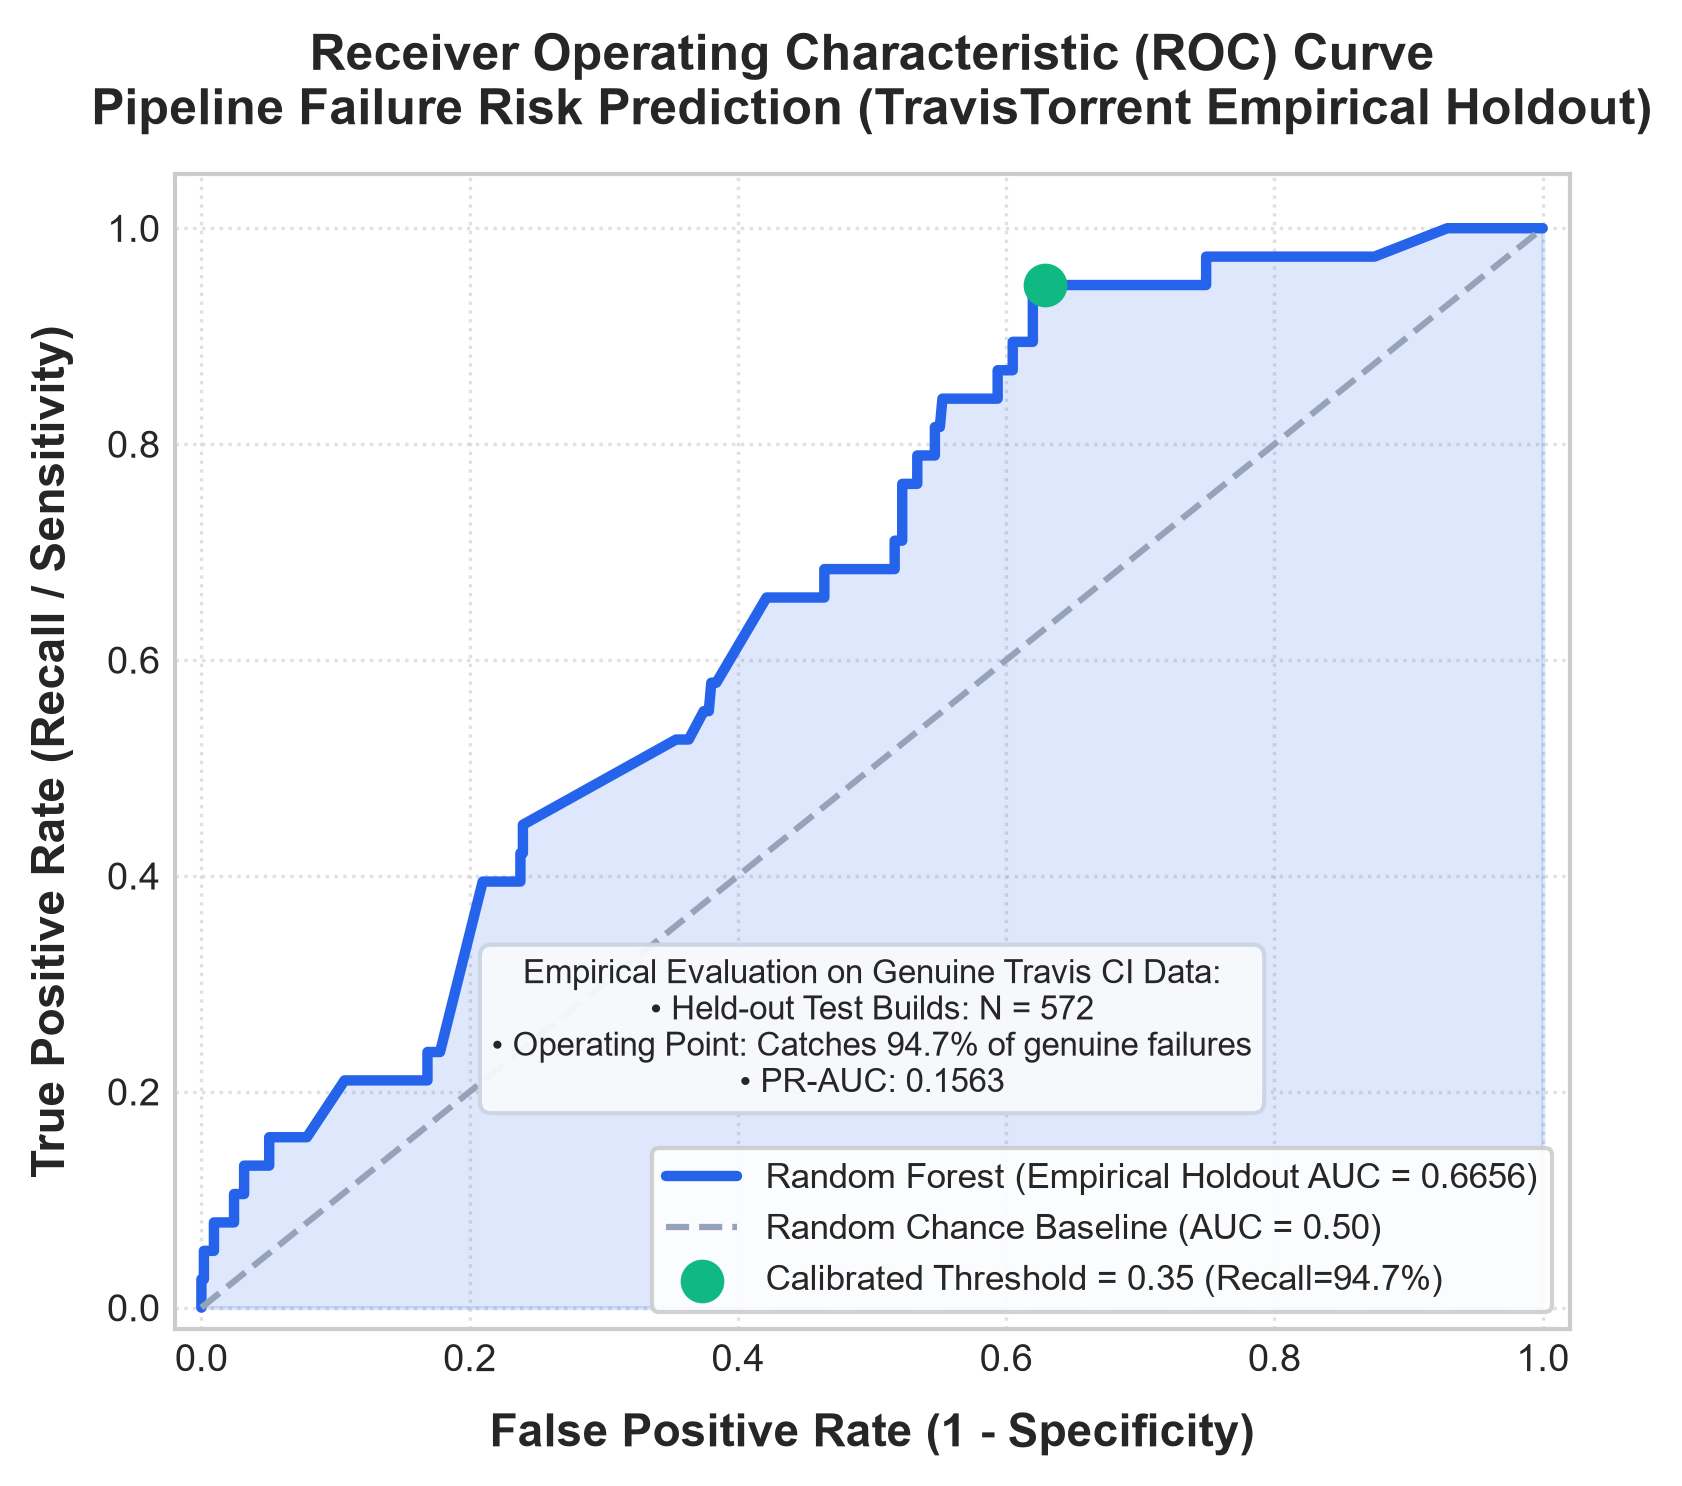 Receiver Operating Characteristic (ROC) Curve
Pipeline Failure Risk Prediction (TravisTorrent Empirical Holdout)
True Positive Rate (Recall / Sensitivity)
1.0
0.8
0.6
0.4
0.2
0.0
Empirical Evaluation on Genuine Travis CI Data:
• Held-out Test Builds: N = 572
• Operating Point: Catches 94.7% of genuine failures
• PR-AUC: 0.1563
Random Forest (Empirical Holdout AUC = 0.6656)
Random Chance Baseline (AUC = 0.50)
Calibrated Threshold = 0.35 (Recall=94.7%)
0.0 0.2 0.4 0.6 0.8 1.0
False Positive Rate (1 - Specificity)